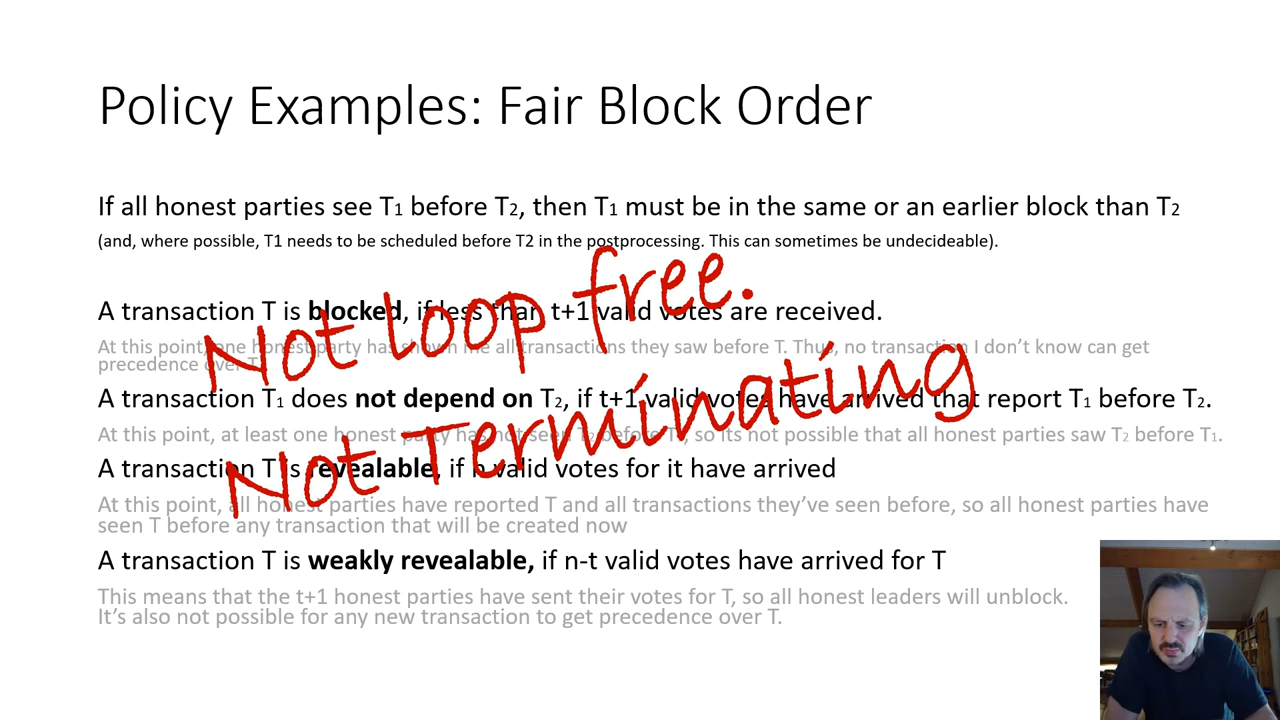 Policy Examples: Fair Block Order
If all honest parties see T1 before T2, then T1 must be in the same or an earlier block than T2
(and, where possible, T1 needs to be scheduled before T2 in the postprocessing. This can sometimes be undecideable).
Not loop free.
A transaction T is blocked, if less than t+1 valid votes are received.
At this point, one honest party has shown me all transactions they saw before T. Thus, no transaction I don't know can get
precedence over T
Not Terminating
A transaction T1 does not depend on T2, if t+1 valid votes have arrived that report T1 before T2.
At this point, at least one honest party has not seen T2 before T1, so its not possible that all honest parties saw T2 before T1.
A transaction T is revealable, if n valid votes for it have arrived
At this point, all honest parties have reported T and all transactions they've seen before, so all honest parties have
seen T before any transaction that will be created now
A transaction T is weakly revealable, if n-t valid votes have arrived for T
This means that the t+1 honest parties have sent their votes for T, so all honest leaders will unblock.
It's also not possible for any new transaction to get precedence over T.